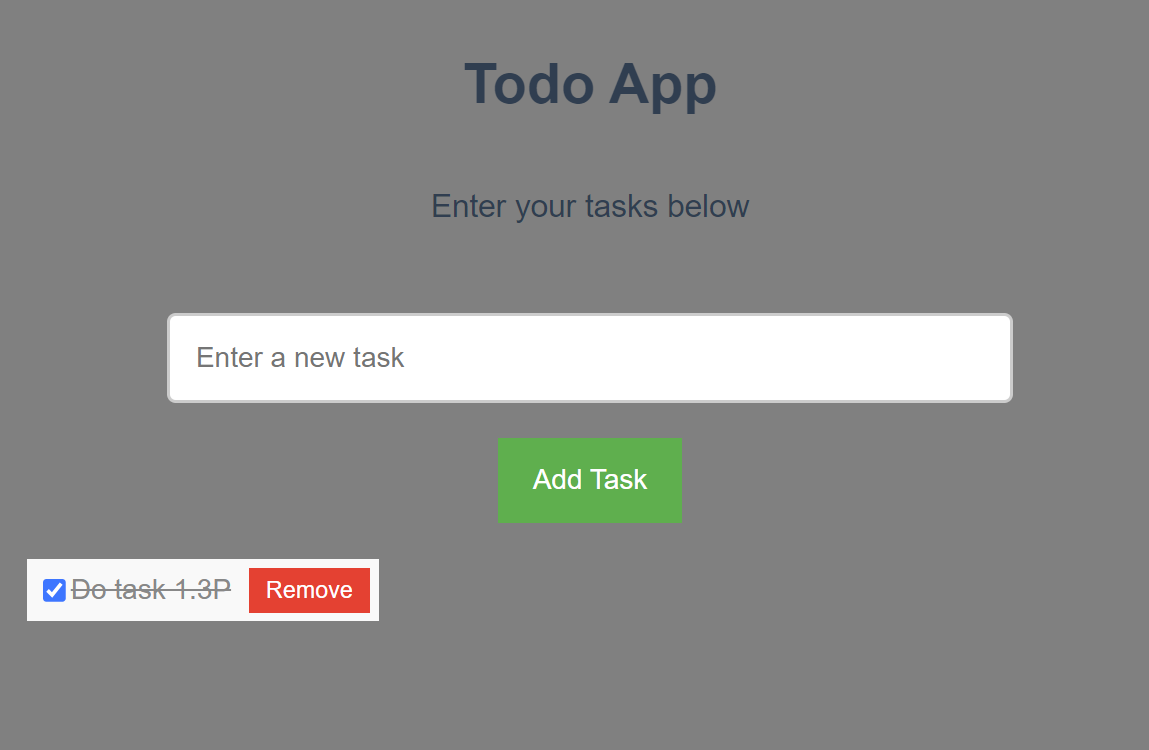 Todo App
Enter your tasks below
Enter a new task
Add Task
Do task 1.3P Remove